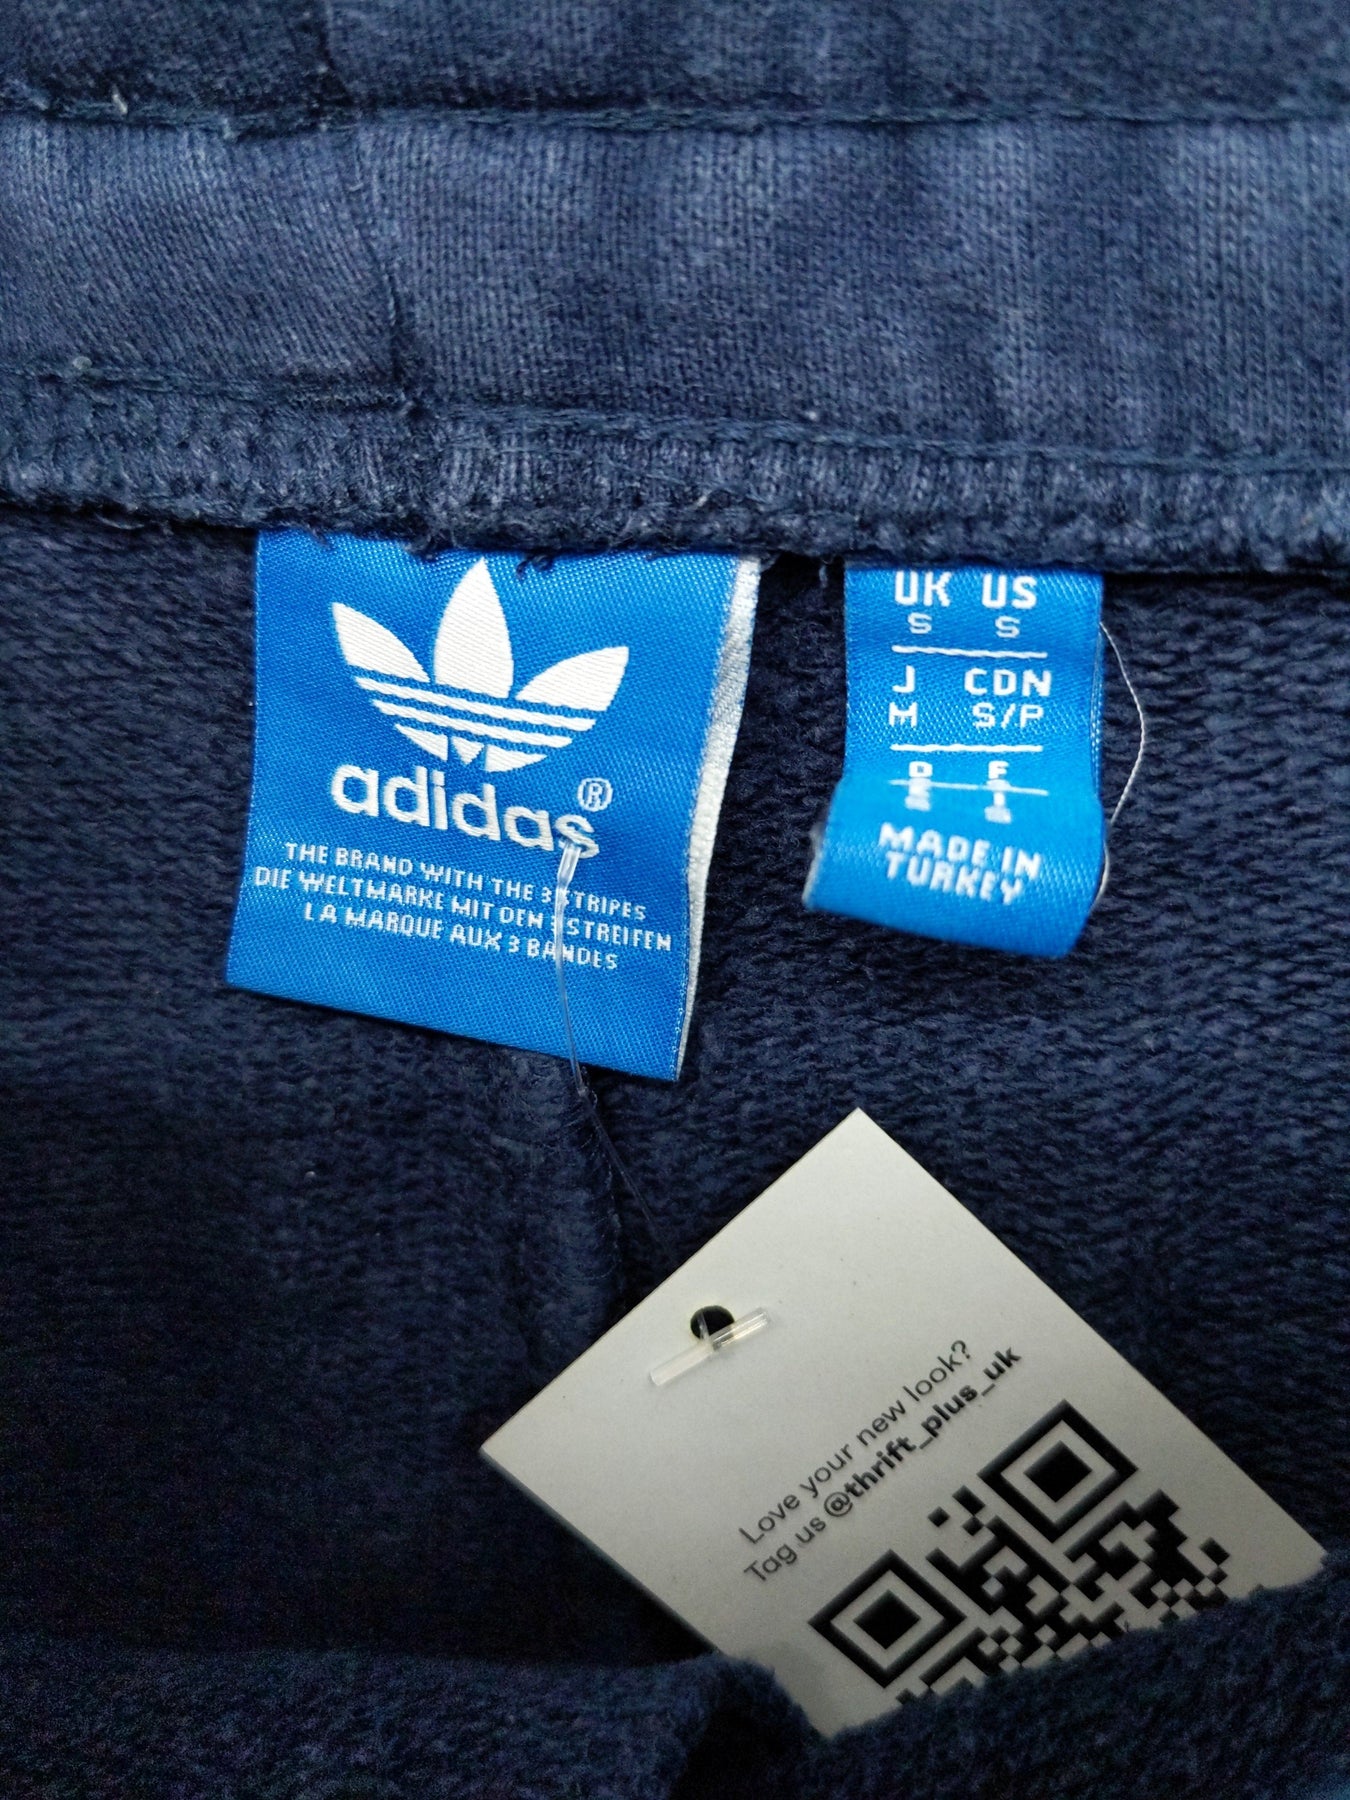 adidas®
THE BRAND WITH THE 3 STRIPES
DIE WELTMARKE MIT DEN 3 STREIFEN
LA MARQUE AUX 3 BANDES
UK US
S S
J CDN
M S/P
D F
MADE IN
TURKEY
Love your new look?
Tag us @thrift_plus_uk